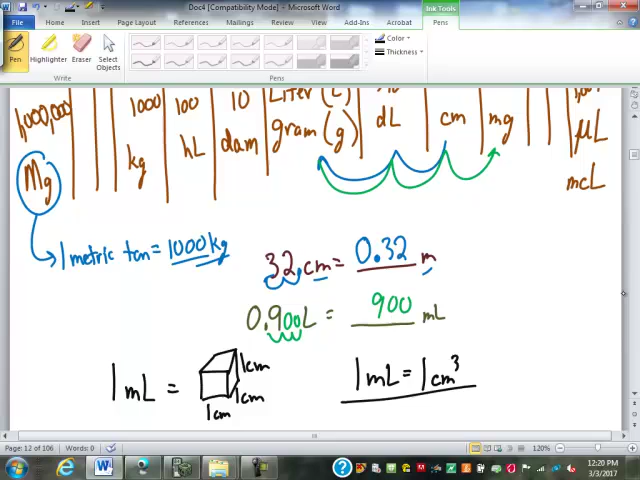 Doc4 [Compatibility Mode] - Microsoft Word
Ink Tools
File Home Insert Page Layout References Mailings Review View Add-Ins Acrobat Pens
Pen Highlighter Eraser Select Objects
Color
Thickness
Write Pens
1,000,000 1000 100 10 Liter (L)
gram (g) dL cm mg µL
Mg kg hL dam mcL
1 metric ton = 1000 kg
32 cm = 0.32 m
0.900L = 900 mL
1 mL = 1cm 1cm 1cm
1 mL = 1 cm³
Page: 12 of 106 Words: 0 120%
12:20 PM
3/3/2017